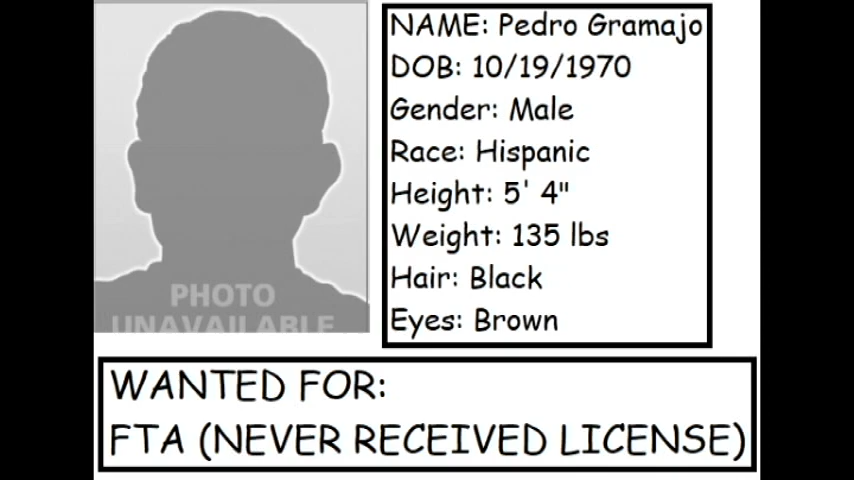 NAME: Pedro Gramajo
DOB: 10/19/1970
Gender: Male
Race: Hispanic
Height: 5' 4"
Weight: 135 lbs
Hair: Black
Eyes: Brown
PHOTO
UNAVAILABLE
WANTED FOR:
FTA (NEVER RECEIVED LICENSE)